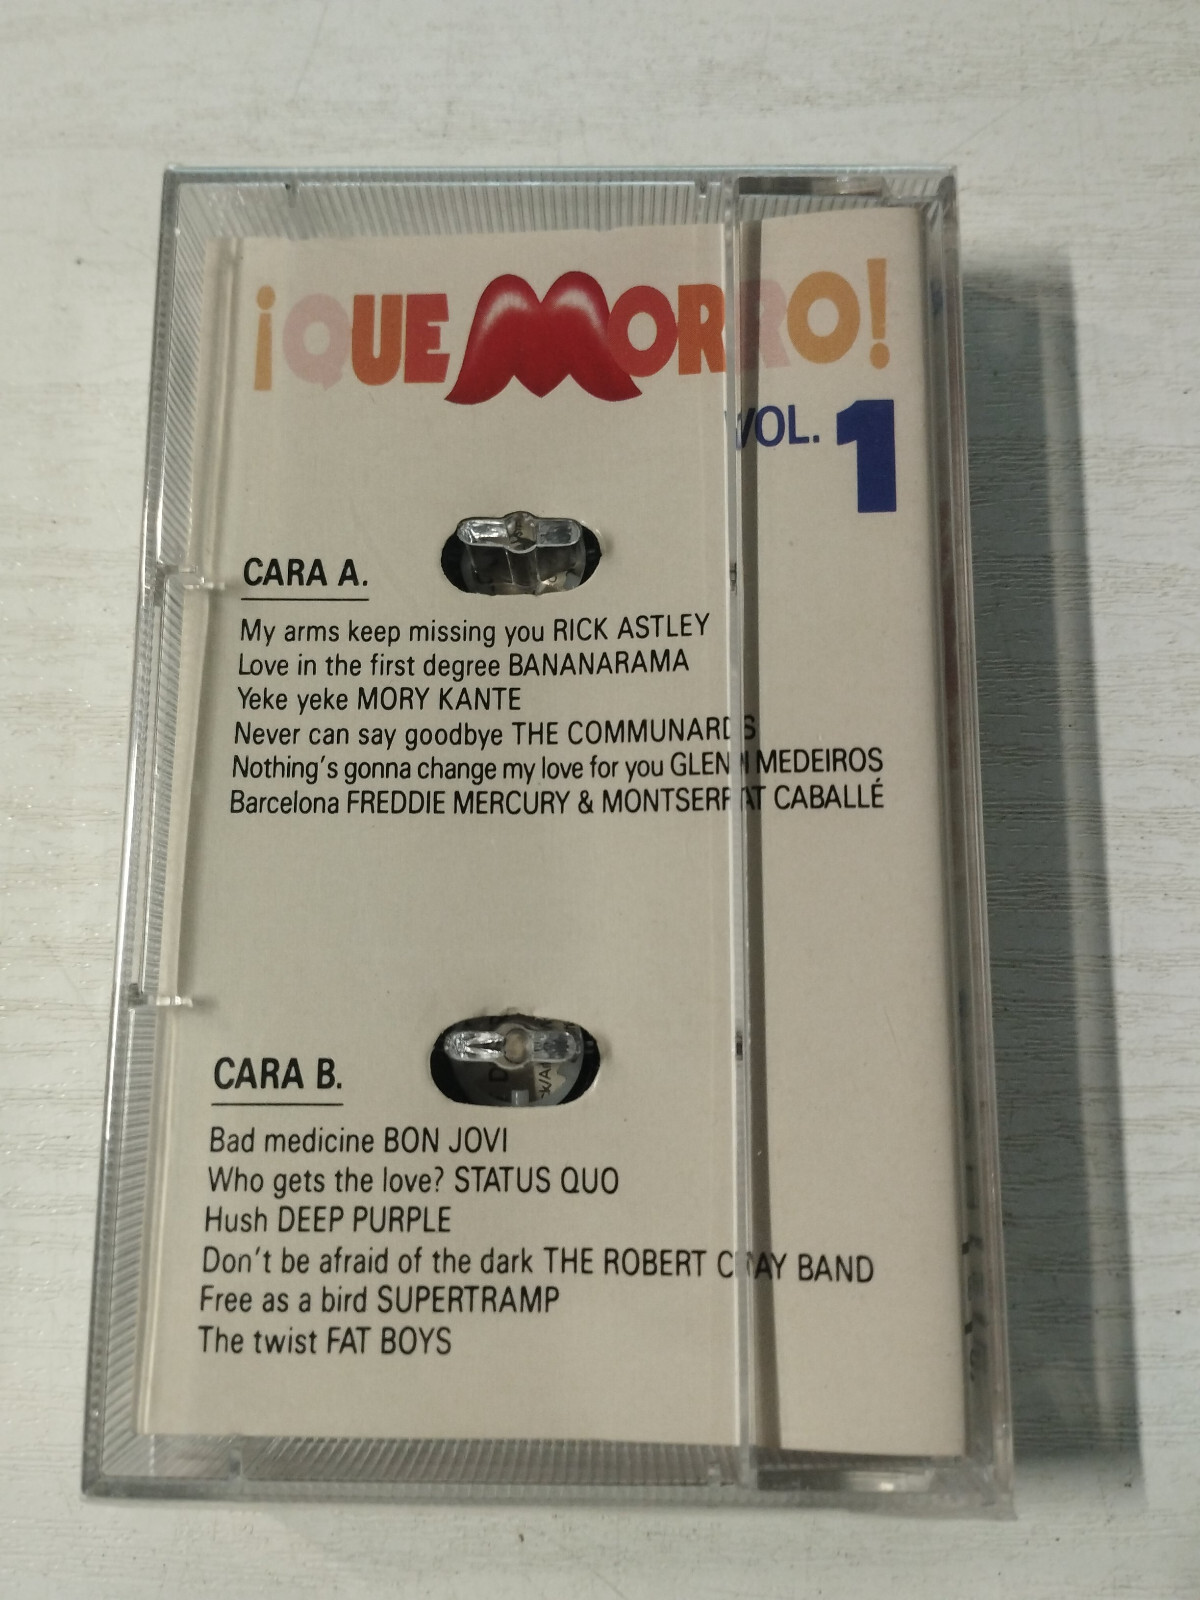 ¡QUE MORRO!
VOL. 1
CARA A.
My arms keep missing you RICK ASTLEY
Love in the first degree BANANARAMA
Yeke yeke MORY KANTE
Never can say goodbye THE COMMUNARDS
Nothing's gonna change my love for you GLENN MEDEIROS
Barcelona FREDDIE MERCURY & MONTSERRAT CABALLÉ
CARA B.
Bad medicine BON JOVI
Who gets the love? STATUS QUO
Hush DEEP PURPLE
Don't be afraid of the dark THE ROBERT CRAY BAND
Free as a bird SUPERTRAMP
The twist FAT BOYS